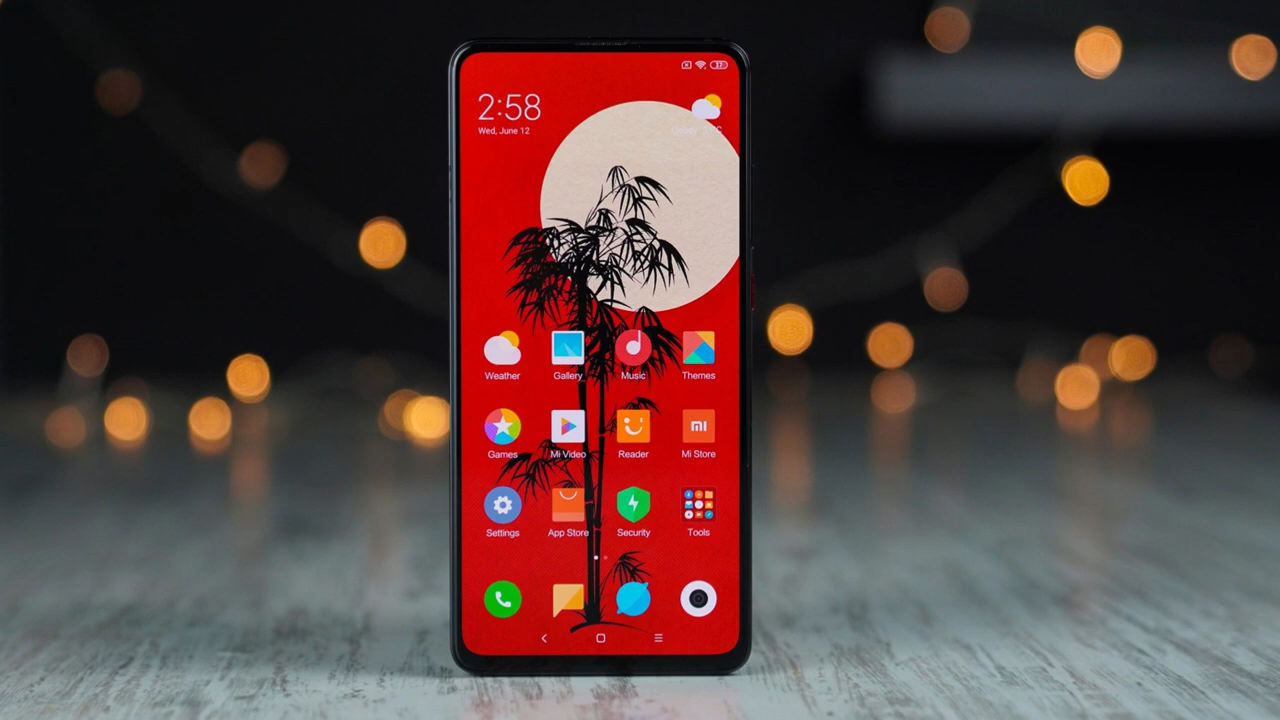 37
2:58
Wed, June 12
Weather Gallery Music Themes
Games Mi Video Reader Mi Store
Settings App Store Security Tools